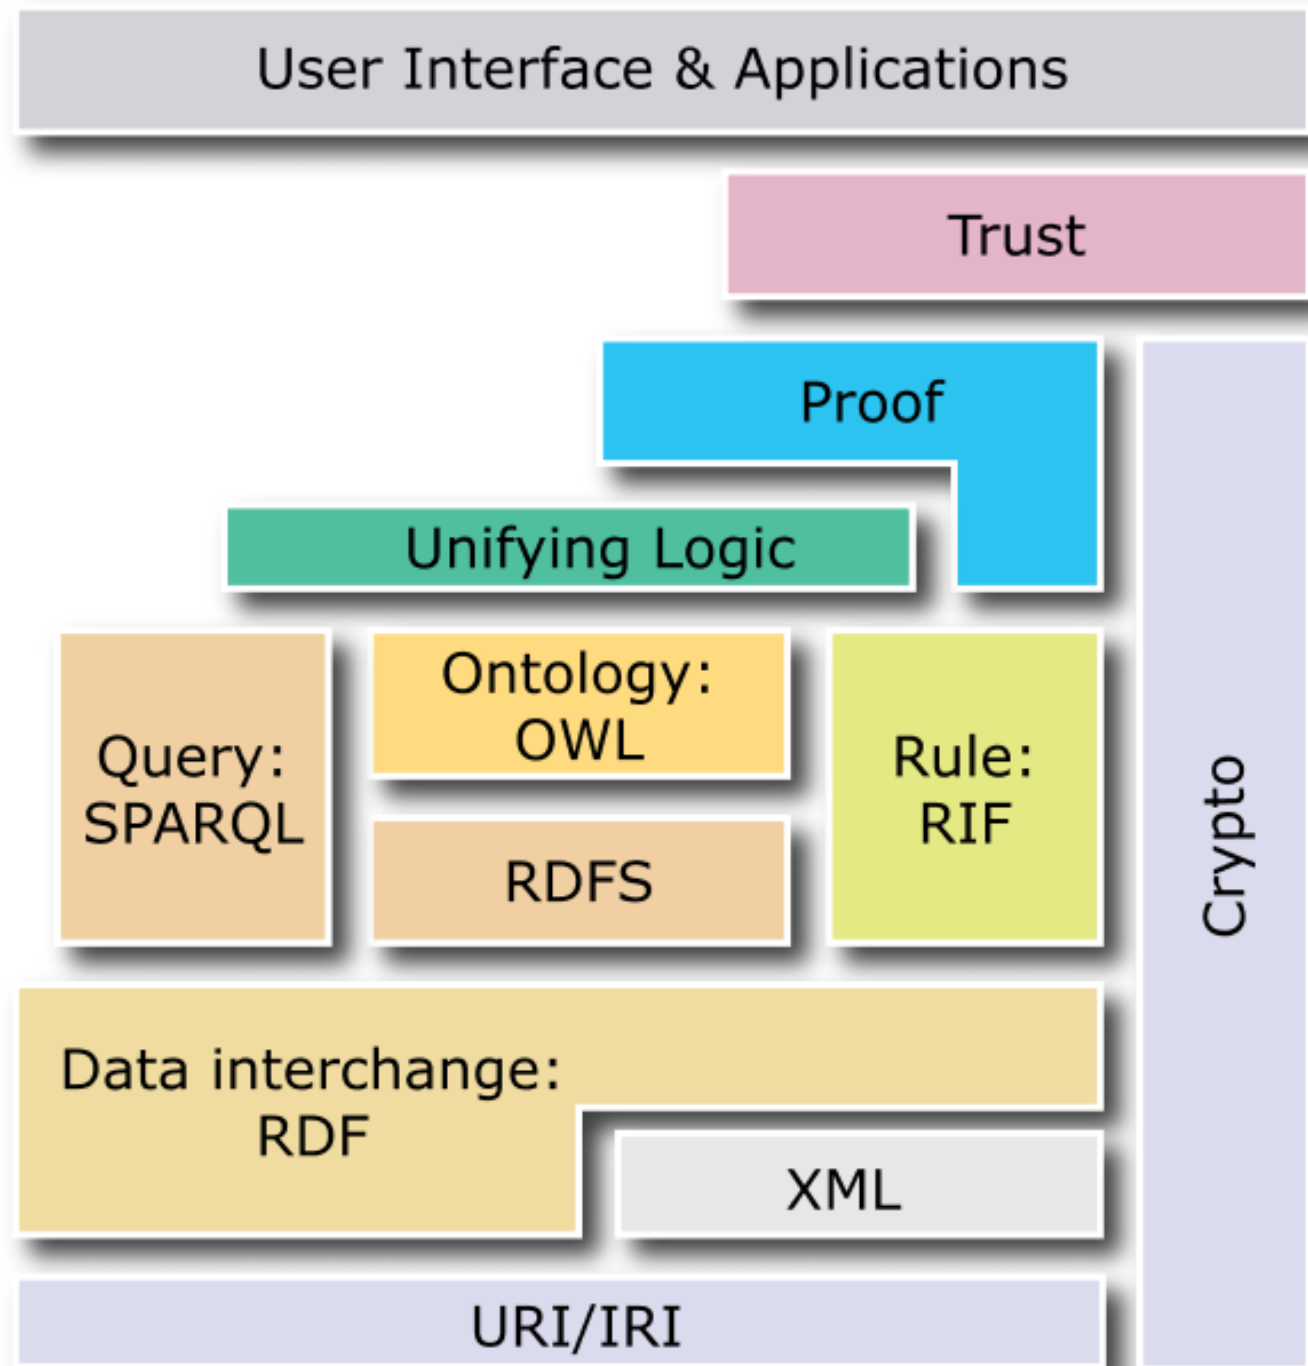 User Interface & Applications
Trust
Proof
Unifying Logic
Query:
SPARQL
Ontology:
OWL
RDFS
Rule:
RIF
Crypto
Data interchange:
RDF
XML
URI/IRI